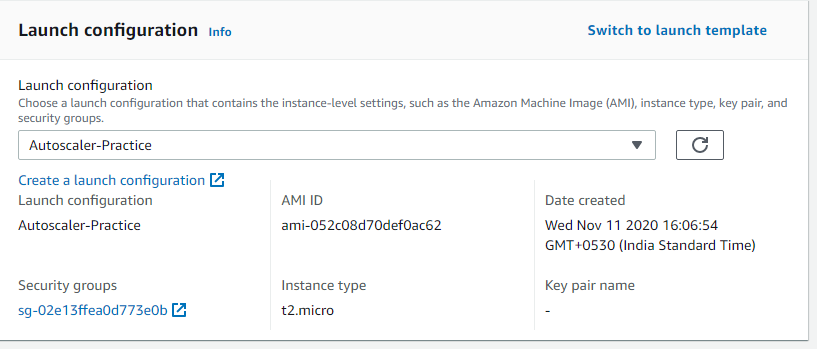 Launch configuration Info
Switch to launch template
Launch configuration
Choose a launch configuration that contains the instance-level settings, such as the Amazon Machine Image (AMI), instance type, key pair, and
security groups.
Autoscaler-Practice
Create a launch configuration
Launch configuration
Autoscaler-Practice
AMI ID
ami-052c08d70def0ac62
Date created
Wed Nov 11 2020 16:06:54
GMT+0530 (India Standard Time)
Security groups
sg-02e13ffea0d773e0b
Instance type
t2.micro
Key pair name
-